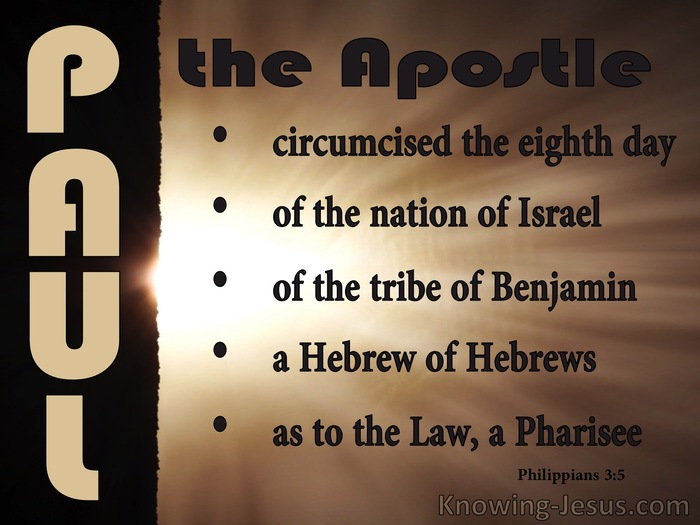 PAUL
the Apostle
• circumcised the eighth day
• of the nation of Israel
• of the tribe of Benjamin
• a Hebrew of Hebrews
• as to the Law, a Pharisee
Philippians 3:5
Knowing-Jesus.com